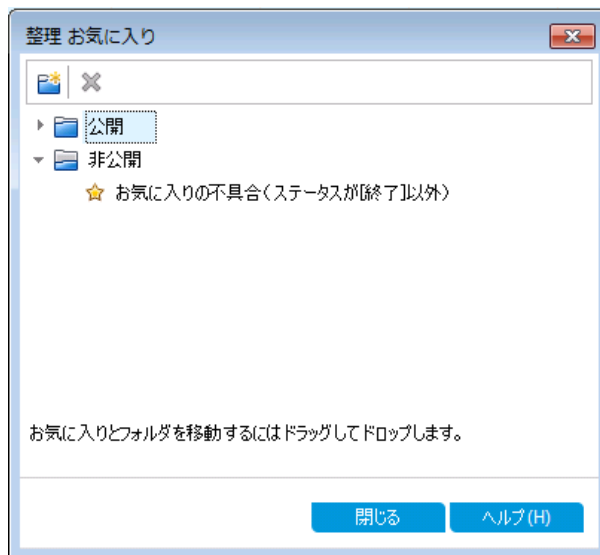 整理 お気に入り
公開
非公開
お気に入りの不具合(ステータスが[終了]以外)
お気に入りとフォルダを移動するにはドラッグしてドロップします。
閉じる
ヘルプ(H)